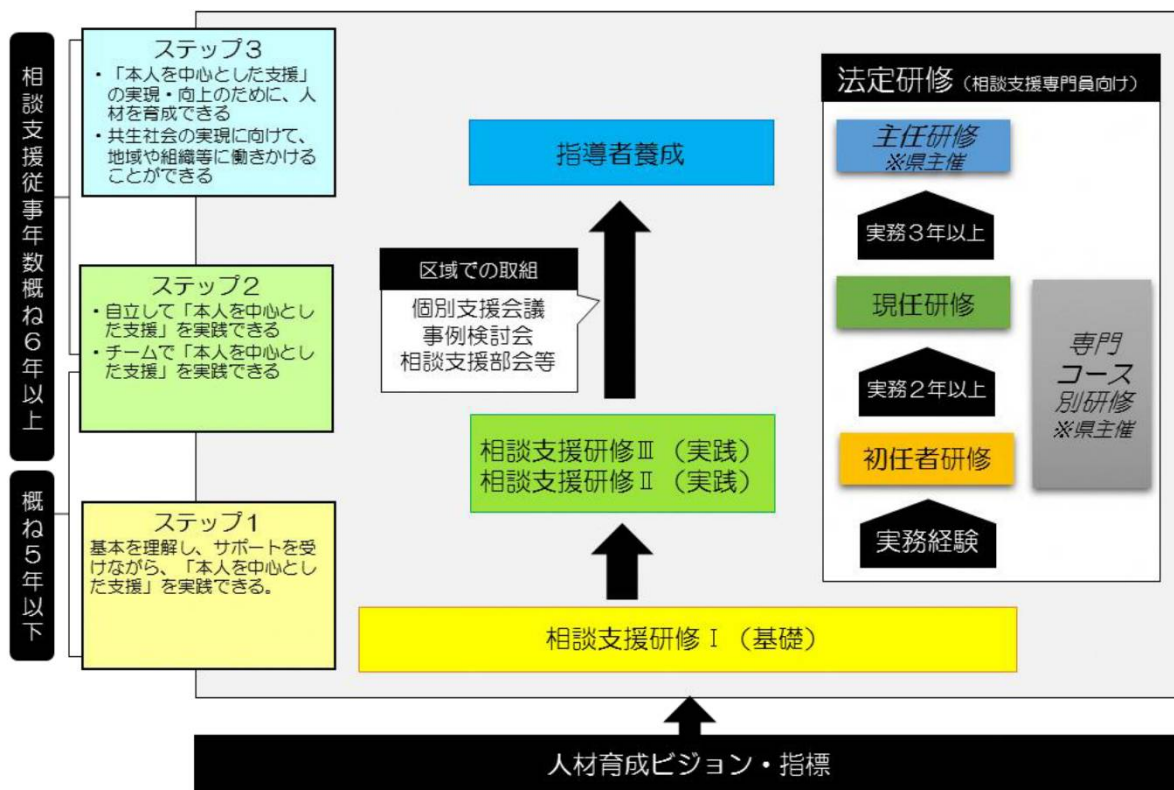 相談支援従事年数概ね6年以上
概ね5年以下
ステップ3
・「本人を中心とした支援」
の実現・向上のために、人
材を育成できる
・共生社会の実現に向けて、
地域や組織等に働きかける
ことができる
ステップ2
・自立して「本人を中心とし
た支援」を実践できる
・チームで「本人を中心とし
た支援」を実践できる
ステップ1
基本を理解し、サポートを受
けながら、「本人を中心とし
た支援」を実践できる。
指導者養成
区域での取組
個別支援会議
事例検討会
相談支援部会等
相談支援研修Ⅲ（実践）
相談支援研修Ⅱ（実践）
相談支援研修Ⅰ（基礎）
法定研修（相談支援専門員向け）
主任研修
※県主催
実務3年以上
現任研修
実務2年以上
初任者研修
実務経験
専門
コース
別研修
※県主催
人材育成ビジョン・指標